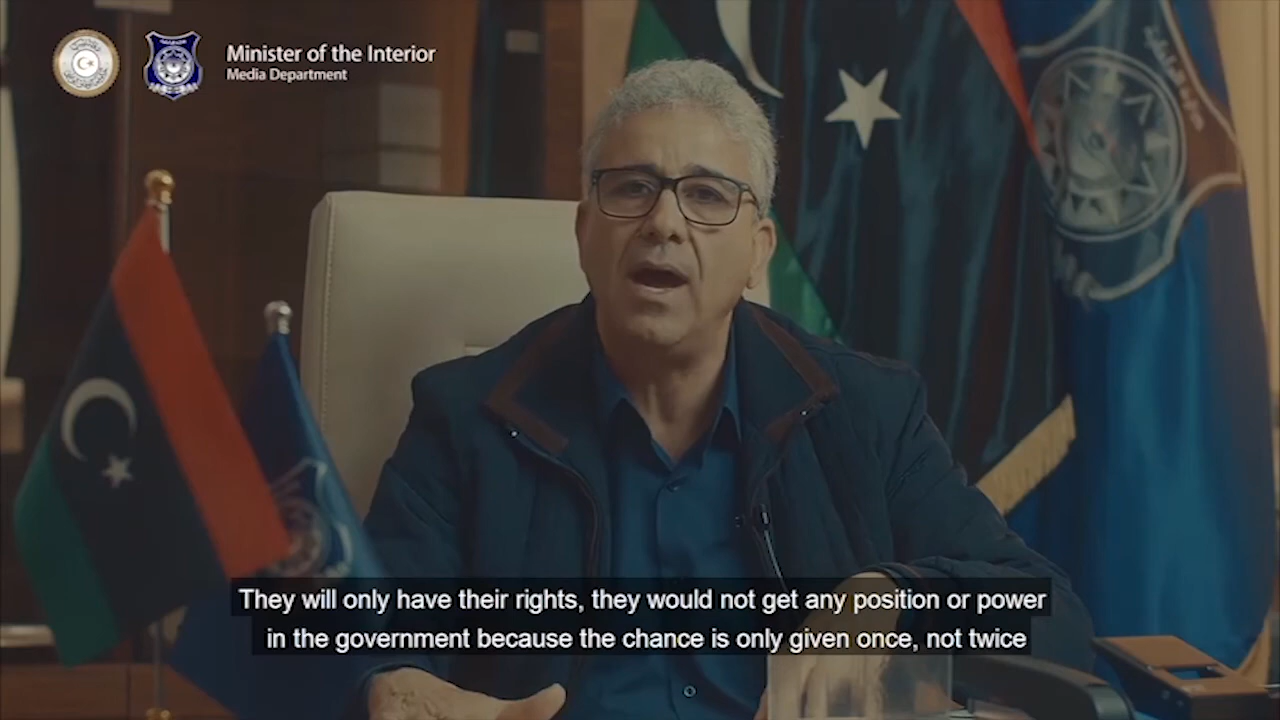 Minister of the Interior
Media Department
They will only have their rights, they would not get any position or power
in the government because the chance is only given once, not twice